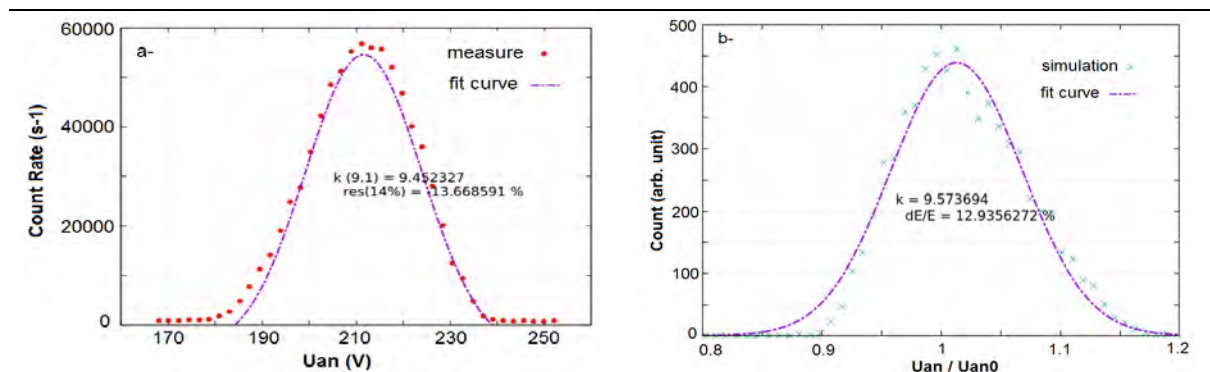 a-
60000
40000
20000
0
Count Rate (s-1)
measure
fit curve
k (9.1) = 9.452327
res(14%) = 13.668591 %
170 190 210 230 250
Uan (V)
b-
500
400
300
200
100
0
Count (arb. unit)
simulation
fit curve
k = 9.573694
dE/E = 12.9356272 %
0.8 0.9 1 1.1 1.2
Uan / Uan0